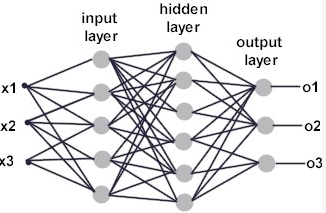 input
layer
hidden
layer
output
layer
x1
x2
x3
o1
o2
o3